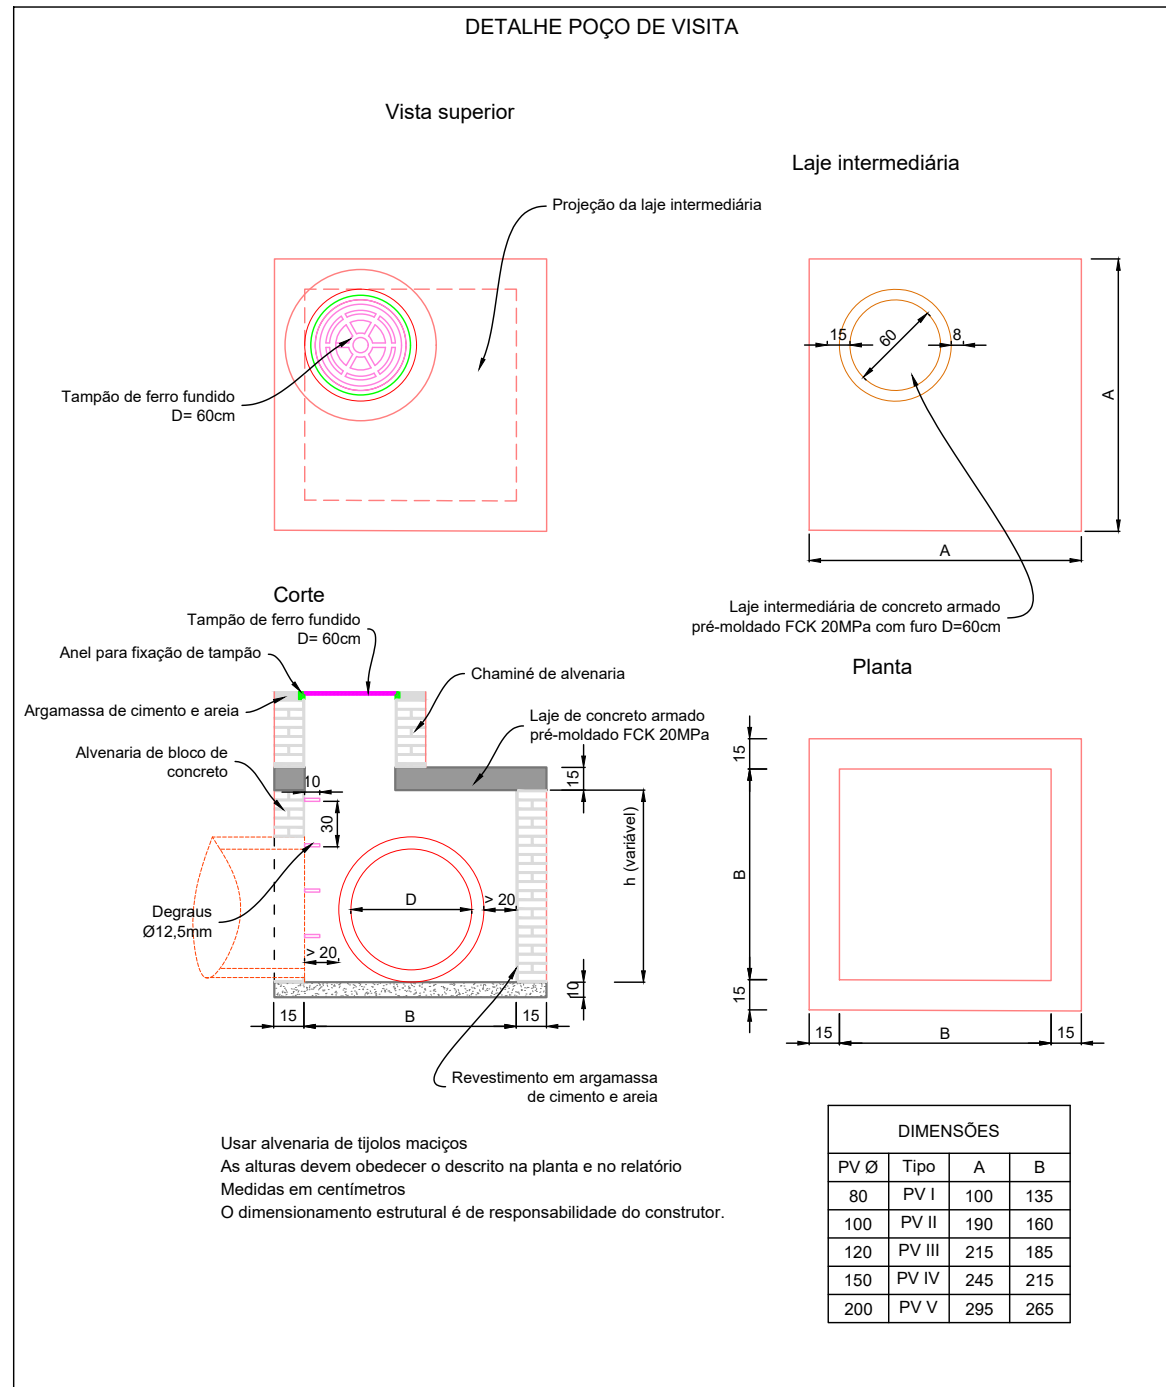 DETALHE POÇO DE VISITA
Vista superior
Laje intermediária
Projeção da laje intermediária
Tampão de ferro fundido
D= 60cm
15
60
8
A
A
Laje intermediária de concreto armado
pré-moldado FCK 20MPa com furo D=60cm
Corte
Tampão de ferro fundido
D= 60cm
Anel para fixação de tampão
Argamassa de cimento e areia
Alvenaria de bloco de
concreto
Chaminé de alvenaria
Laje de concreto armado
pré-moldado FCK 20MPa
10
30
15
h (variável)
D
> 20
> 20
Degraus
Ø12,5mm
10
15
B
15
Revestimento em argamassa
de cimento e areia
Planta
15
B
15
15
B
15
Usar alvenaria de tijolos maciços
As alturas devem obedecer o descrito na planta e no relatório
Medidas em centímetros
O dimensionamento estrutural é de responsabilidade do construtor.
DIMENSÕES
PV Ø Tipo A B
80 PV I 100 135
100 PV II 190 160
120 PV III 215 185
150 PV IV 245 215
200 PV V 295 265